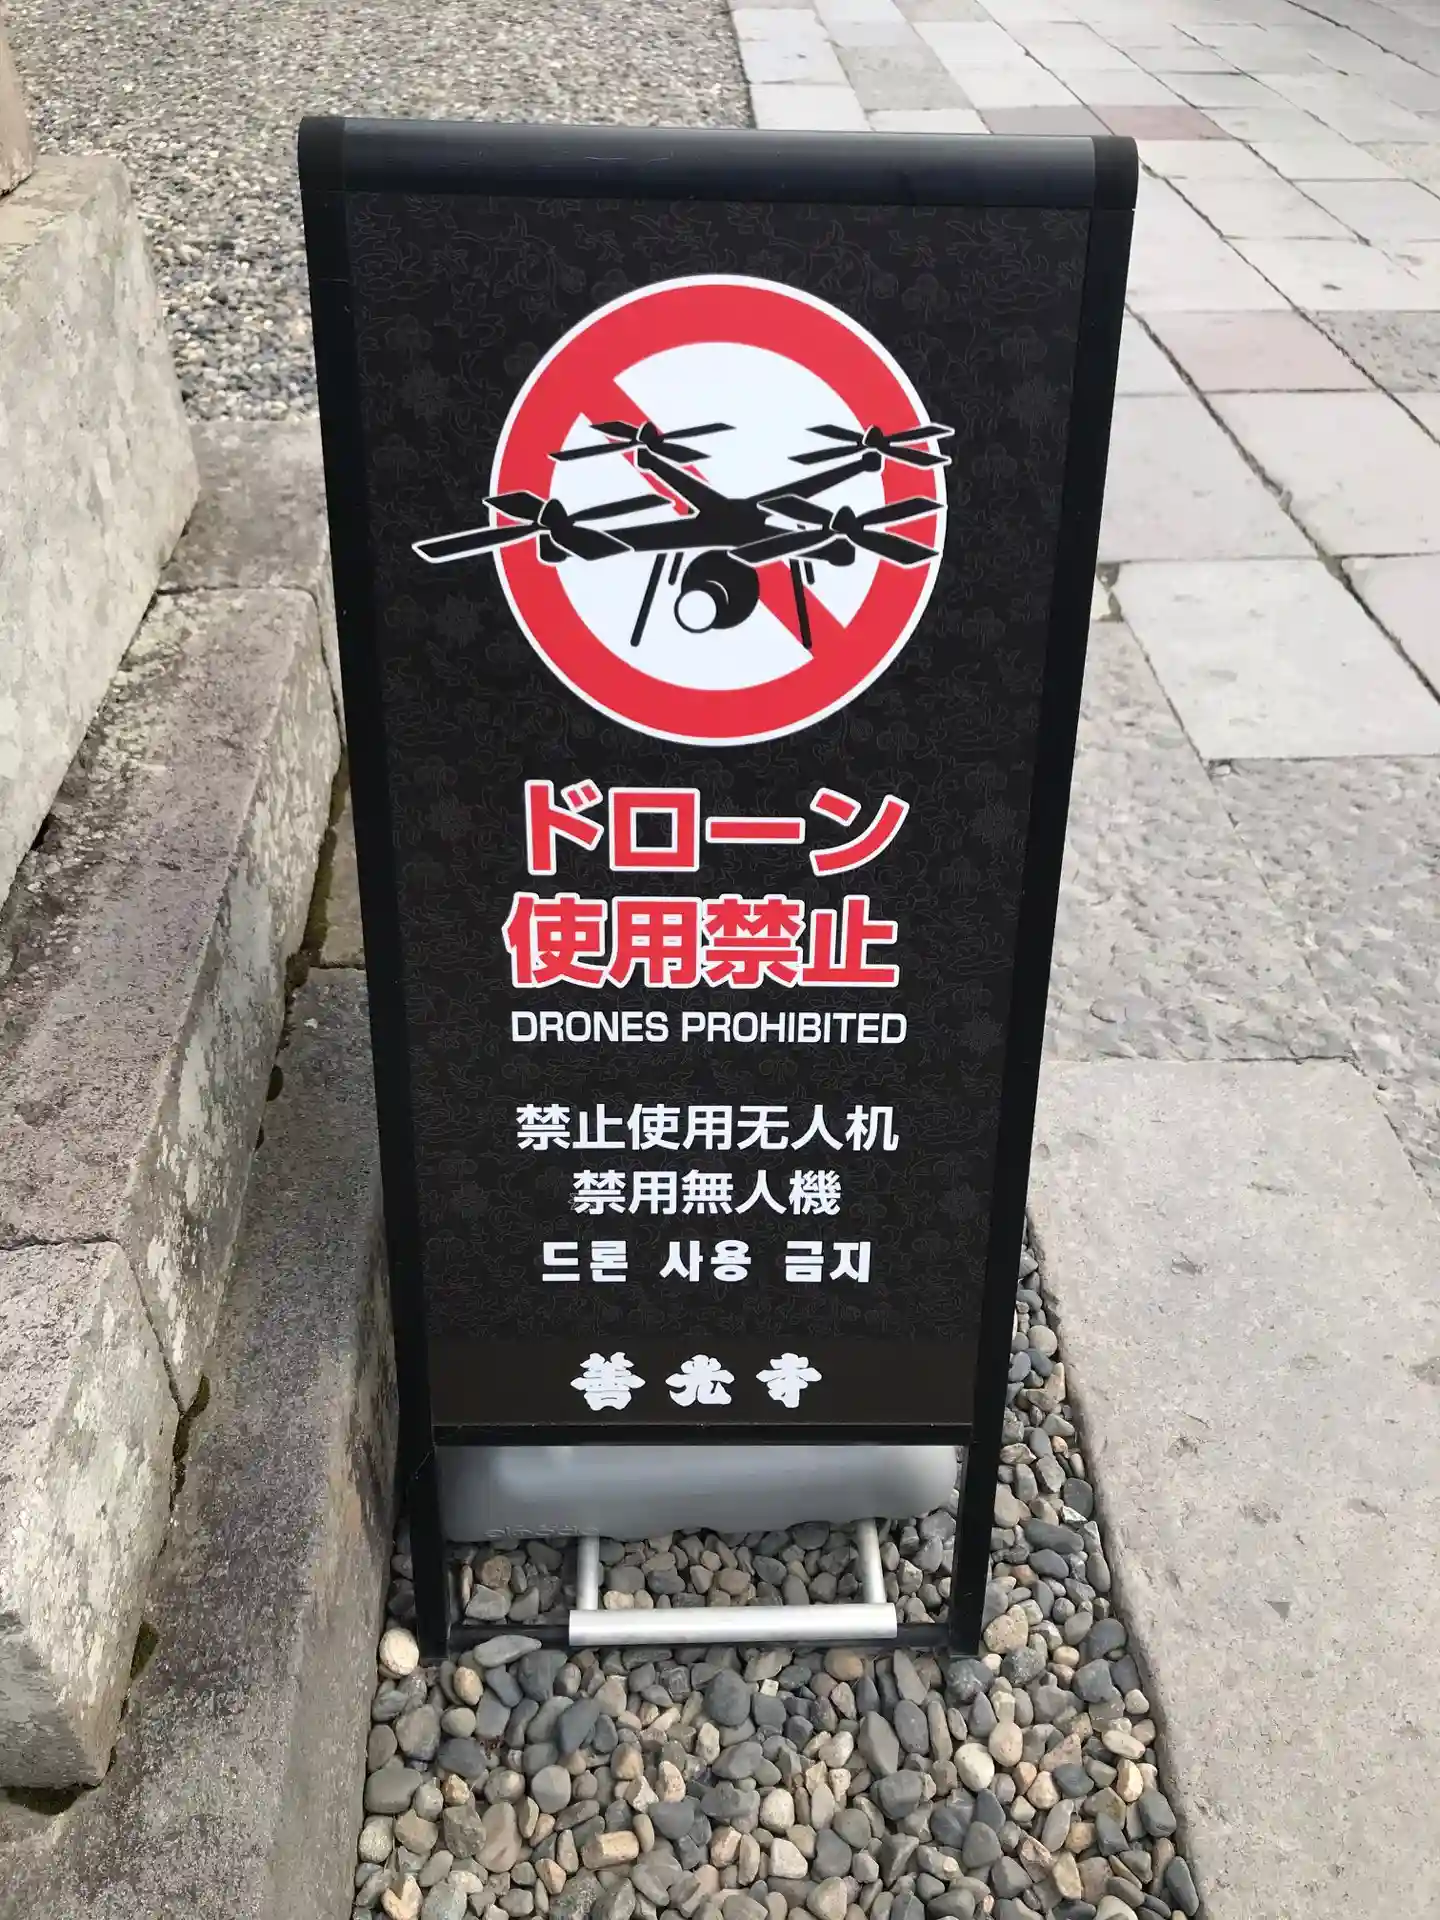 ドローン
使用禁止
DRONES PROHIBITED
禁止使用无人机
禁用無人機
드론 사용 금지
善光寺